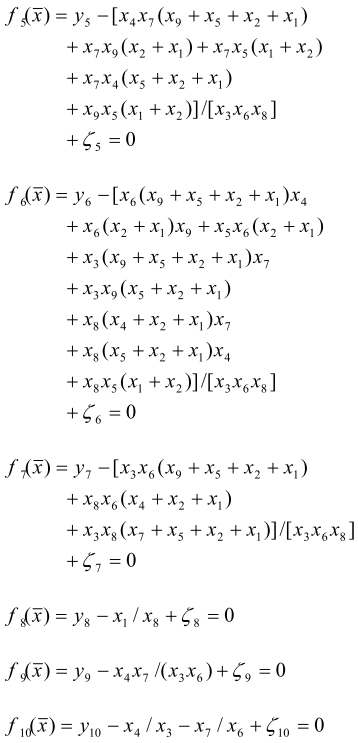 f₅(x̄) = y₅ − [x₄x₇(x₉ + x₅ + x₂ + x₁)
+ x₇x₉(x₂ + x₁) + x₇x₅(x₁ + x₂)
+ x₇x₄(x₅ + x₂ + x₁)
+ x₉x₅(x₁ + x₂)]/[x₃x₆x₈]
+ ζ₅ = 0
f₆(x̄) = y₆ − [x₆(x₉ + x₅ + x₂ + x₁)x₄
+ x₆(x₂ + x₁)x₉ + x₅x₆(x₂ + x₁)
+ x₃(x₉ + x₅ + x₂ + x₁)x₇
+ x₃x₉(x₅ + x₂ + x₁)
+ x₈(x₄ + x₂ + x₁)x₇
+ x₈(x₅ + x₂ + x₁)x₄
+ x₈x₅(x₁ + x₂)]/[x₃x₆x₈]
+ ζ₆ = 0
f₇(x̄) = y₇ − [x₃x₆(x₉ + x₅ + x₂ + x₁)
+ x₈x₆(x₄ + x₂ + x₁)
+ x₃x₈(x₇ + x₅ + x₂ + x₁)]/[x₃x₆x₈]
+ ζ₇ = 0
f₈(x̄) = y₈ − x₁ / x₈ + ζ₈ = 0
f₉(x̄) = y₉ − x₄x₇ /(x₃x₆) + ζ₉ = 0
f₁₀(x̄) = y₁₀ − x₄ / x₃ − x₇ / x₆ + ζ₁₀ = 0